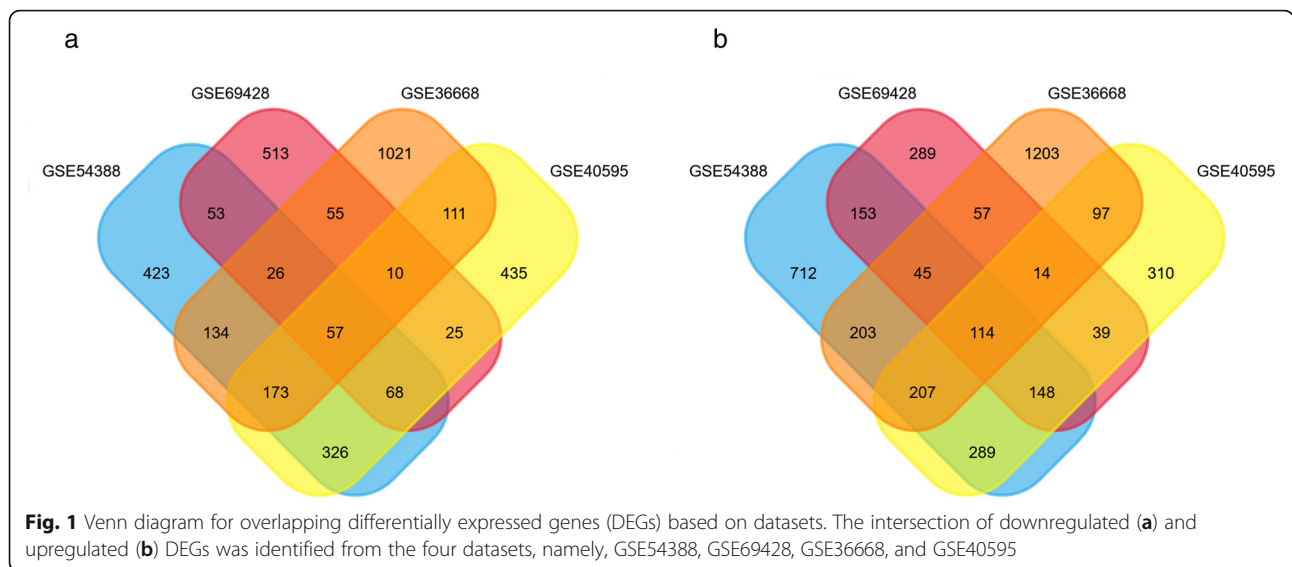 a
b
GSE69428
GSE36668
GSE54388
GSE40595
513
1021
53
55
111
423
26
10
435
134
57
25
173
68
326
GSE69428
GSE36668
GSE54388
GSE40595
289
1203
153
57
97
712
45
14
310
203
114
39
207
148
289
Fig. 1 Venn diagram for overlapping differentially expressed genes (DEGs) based on datasets. The intersection of downregulated (a) and
upregulated (b) DEGs was identified from the four datasets, namely, GSE54388, GSE69428, GSE36668, and GSE40595